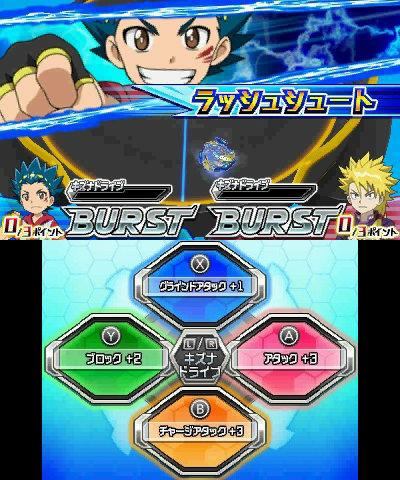 ラッシュシュート
キズナドライブ
BURST
0/3ポイント
キズナドライブ
BURST
0/3ポイント
X
グラインドアタック +1
Y
ブロック +2
L/R
キズナ
ドライブ
A
アタック +3
B
チャージアタック +3